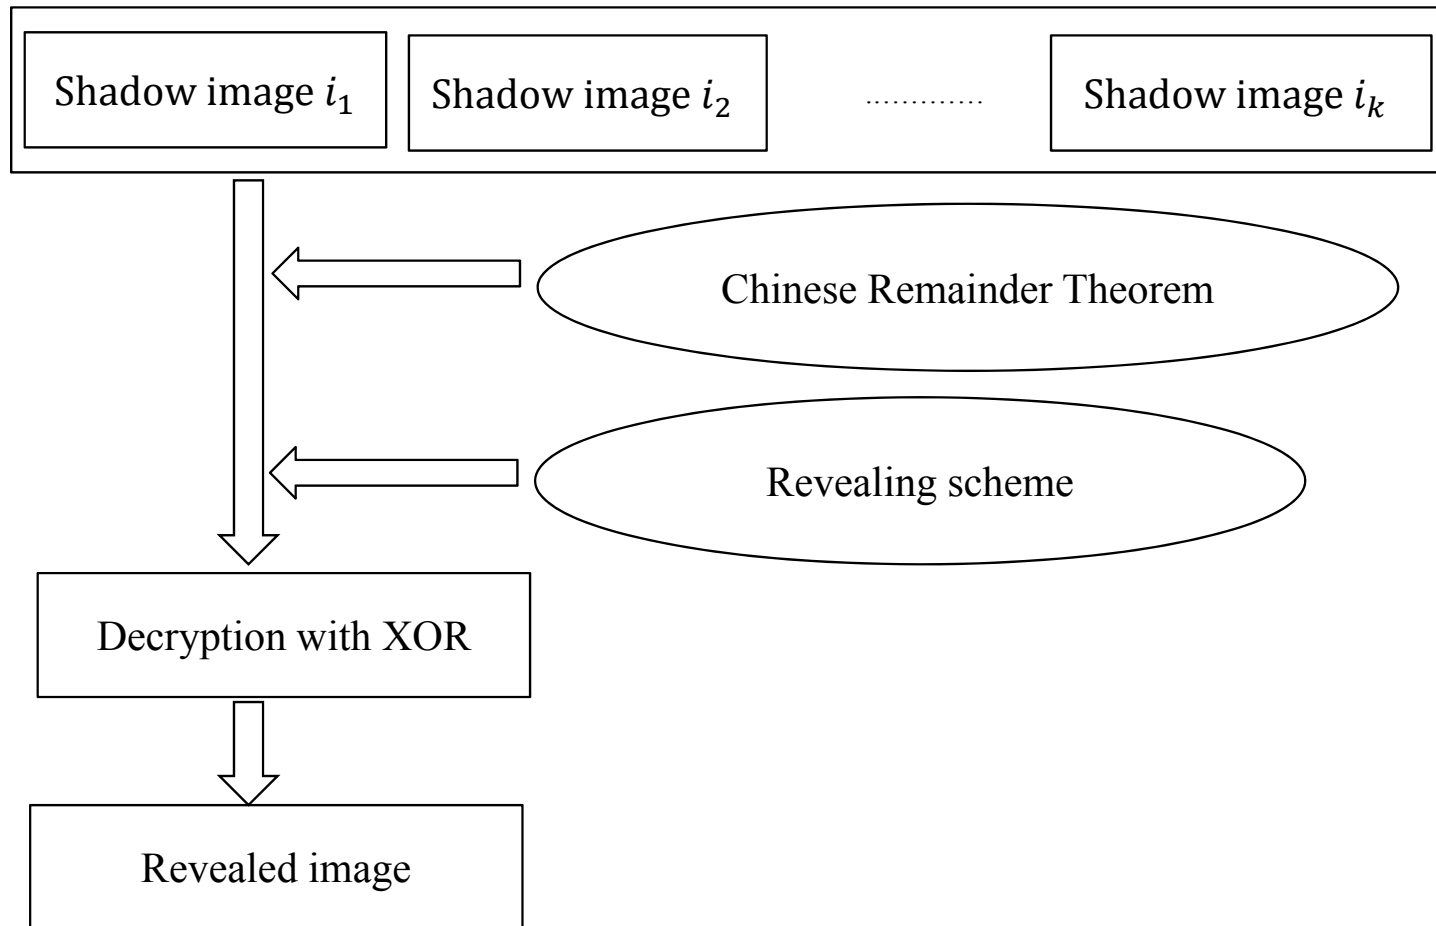 Shadow image i₁
Shadow image i₂
.............
Shadow image iₖ
Chinese Remainder Theorem
Revealing scheme
Decryption with XOR
Revealed image